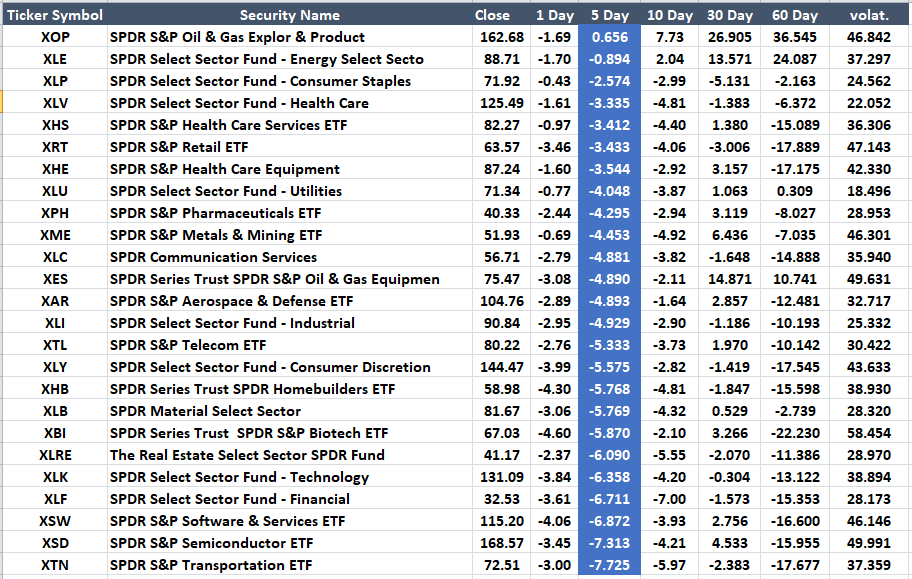 Ticker Symbol Security Name Close 1 Day 5 Day 10 Day 30 Day 60 Day volat.
XOP SPDR S&P Oil & Gas Explor & Product 162.68 -1.69 0.656 7.73 26.905 36.545 46.842
XLE SPDR Select Sector Fund - Energy Select Secto 88.71 -1.70 -0.894 2.04 13.571 24.087 37.297
XLP SPDR Select Sector Fund - Consumer Staples 71.92 -0.43 -2.574 -2.99 -5.131 -2.163 24.562
XLV SPDR Select Sector Fund - Health Care 125.49 -1.61 -3.335 -4.81 -1.383 -6.372 22.052
XHS SPDR S&P Health Care Services ETF 82.27 -0.97 -3.412 -4.40 1.380 -15.089 36.306
XRT SPDR S&P Retail ETF 63.57 -3.46 -3.433 -4.06 -3.006 -17.889 47.143
XHE SPDR S&P Health Care Equipment 87.24 -1.60 -3.544 -2.92 3.157 -17.175 42.330
XLU SPDR Select Sector Fund - Utilities 71.34 -0.77 -4.048 -3.87 1.063 0.309 18.496
XPH SPDR S&P Pharmaceuticals ETF 40.33 -2.44 -4.295 -2.94 3.119 -8.027 28.953
XME SPDR S&P Metals & Mining ETF 51.93 -0.69 -4.453 -4.92 6.436 -7.035 46.301
XLC SPDR Communication Services 56.71 -2.79 -4.881 -3.82 -1.648 -14.888 35.940
XES SPDR Series Trust SPDR S&P Oil & Gas Equipmen 75.47 -3.08 -4.890 -2.11 14.871 10.741 49.631
XAR SPDR S&P Aerospace & Defense ETF 104.76 -2.89 -4.893 -1.64 2.857 -12.481 32.717
XLI SPDR Select Sector Fund - Industrial 90.84 -2.95 -4.929 -2.90 -1.186 -10.193 25.332
XTL SPDR S&P Telecom ETF 80.22 -2.76 -5.333 -3.73 1.970 -10.142 30.422
XLY SPDR Select Sector Fund - Consumer Discretion 144.47 -3.99 -5.575 -2.82 -1.419 -17.545 43.633
XHB SPDR Series Trust SPDR Homebuilders ETF 58.98 -4.30 -5.768 -4.81 -1.847 -15.598 38.930
XLB SPDR Material Select Sector 81.67 -3.06 -5.769 -4.32 0.529 -2.739 28.320
XBI SPDR Series Trust SPDR S&P Biotech ETF 67.03 -4.60 -5.870 -2.10 3.266 -22.230 58.454
XLRE The Real Estate Select Sector SPDR Fund 41.17 -2.37 -6.090 -5.55 -2.070 -11.386 28.970
XLK SPDR Select Sector Fund - Technology 131.09 -3.84 -6.358 -4.20 -0.304 -13.122 38.894
XLF SPDR Select Sector Fund - Financial 32.53 -3.61 -6.711 -7.00 -1.573 -15.353 28.173
XSW SPDR S&P Software & Services ETF 115.20 -4.06 -6.872 -3.93 2.756 -16.600 46.146
XSD SPDR S&P Semiconductor ETF 168.57 -3.45 -7.313 -4.21 4.533 -15.955 49.991
XTN SPDR S&P Transportation ETF 72.51 -3.00 -7.725 -5.97 -2.383 -17.677 37.359